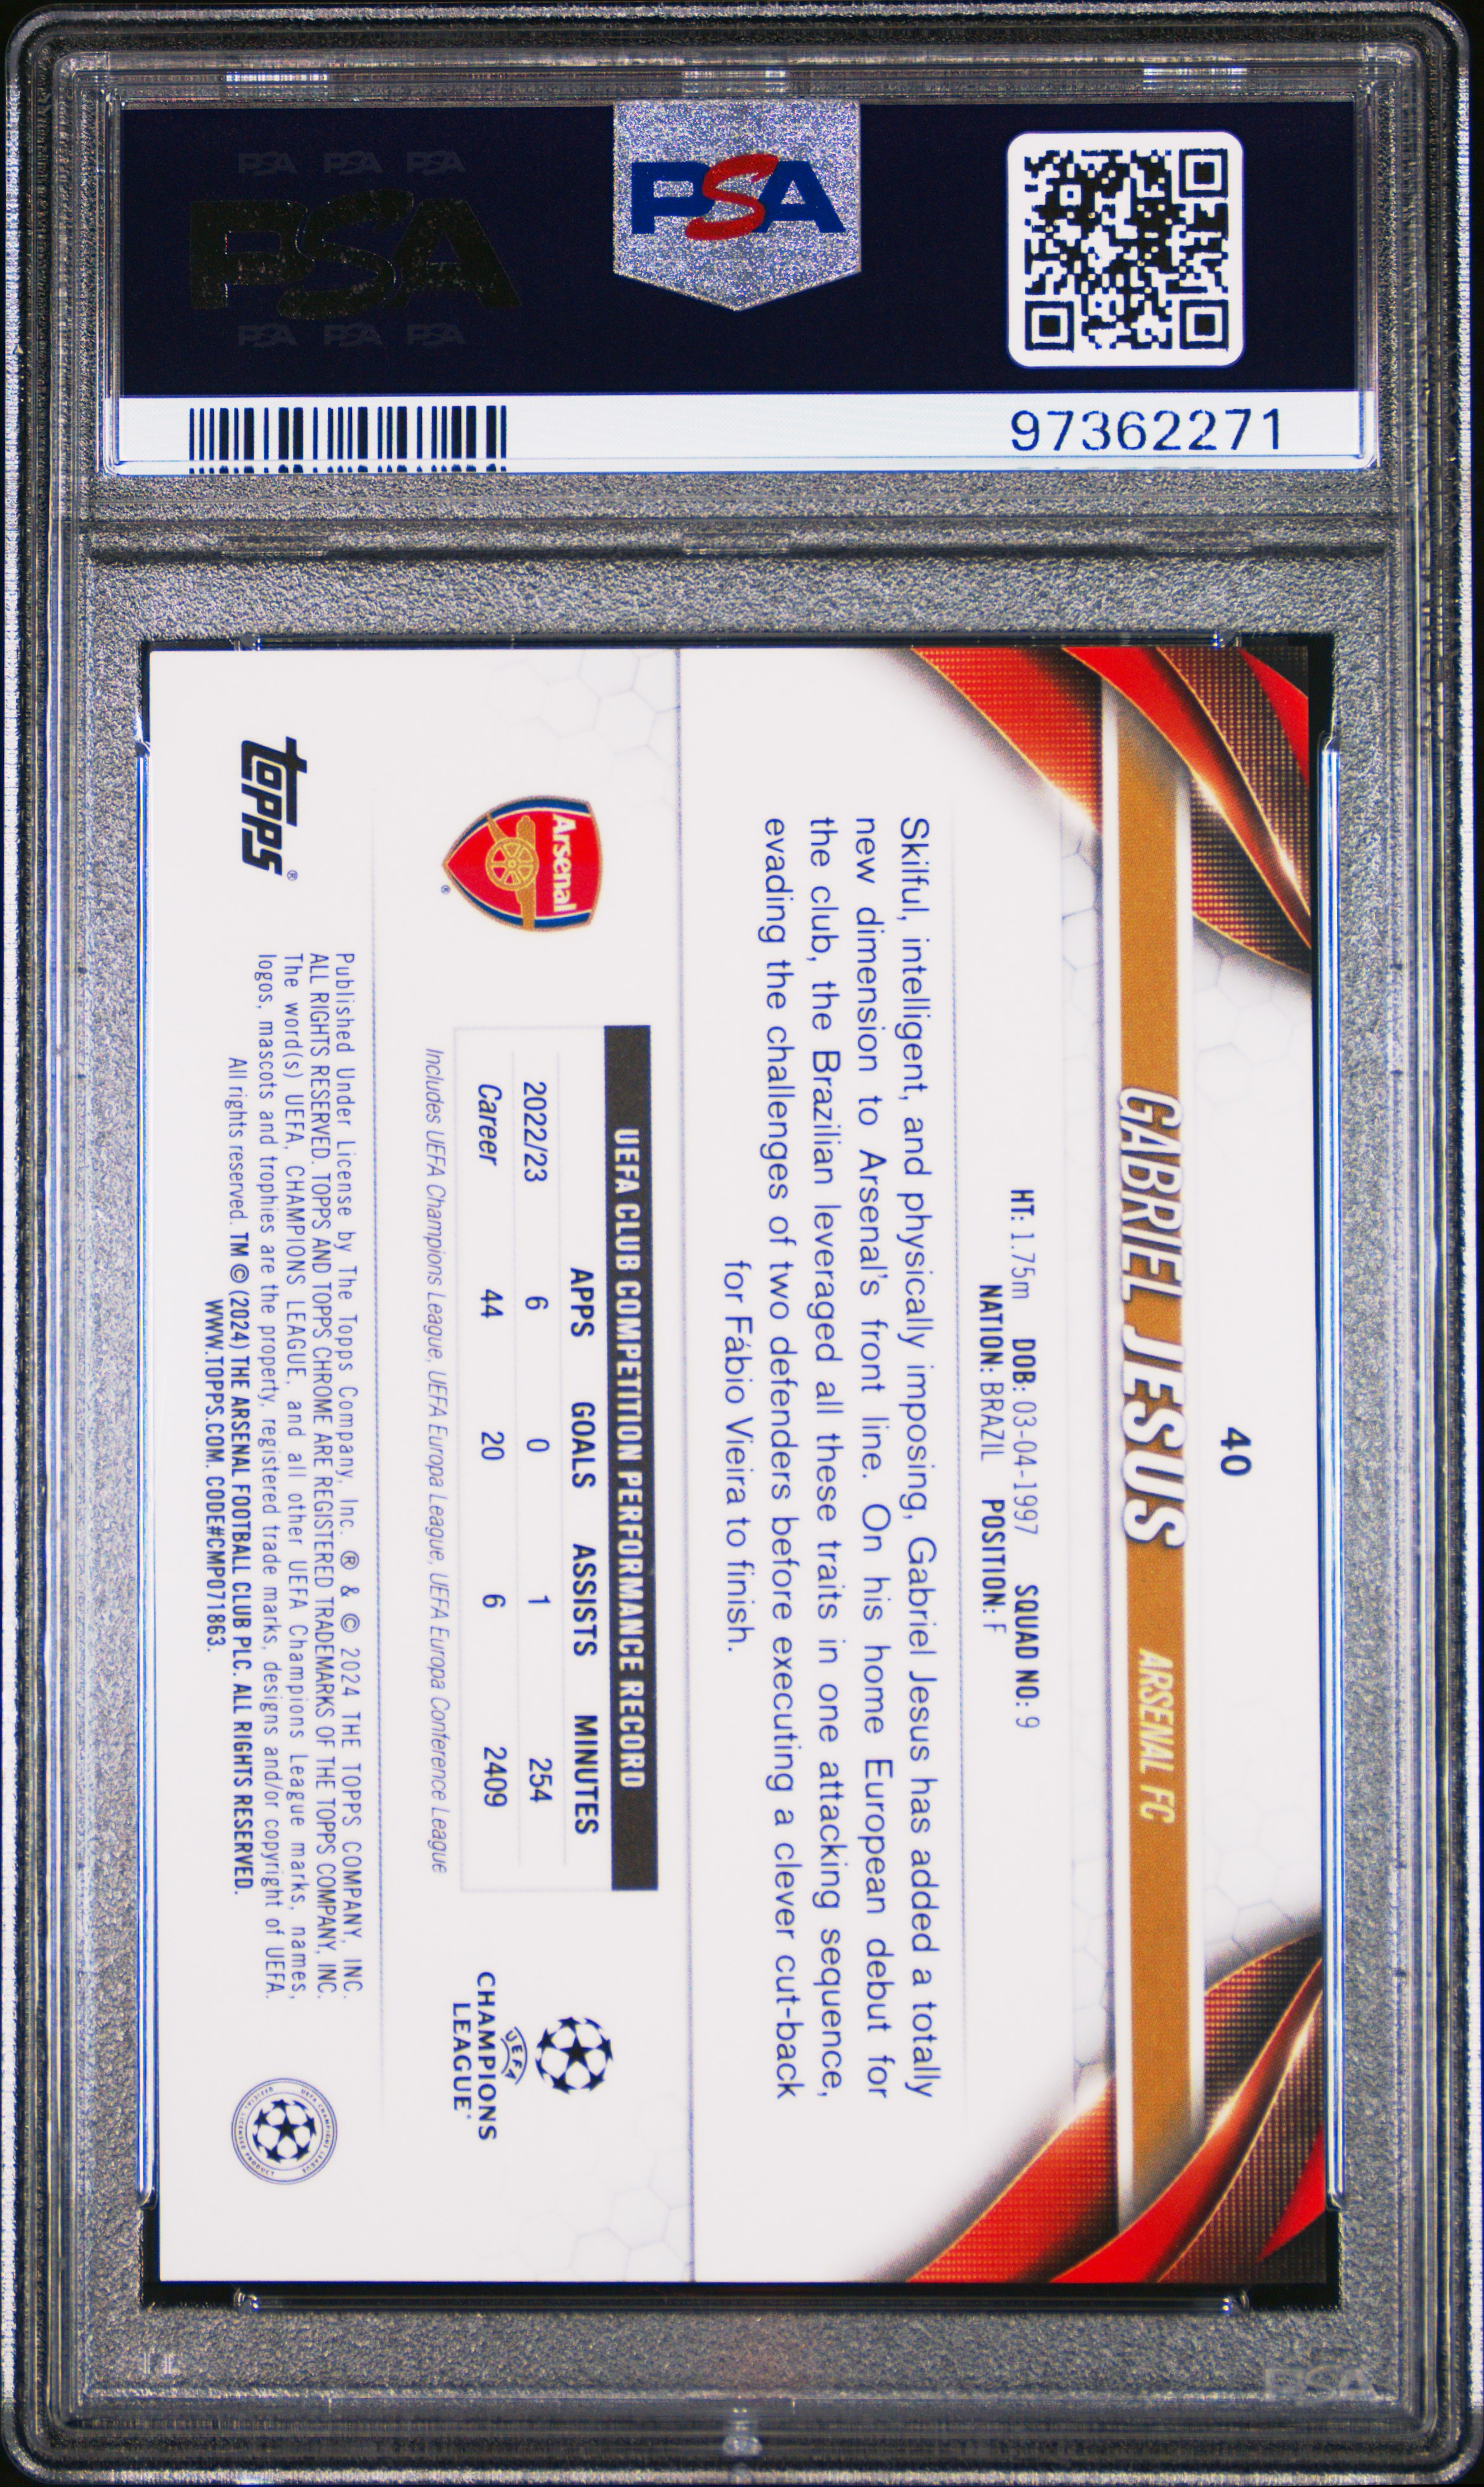 PSA PSA PSA
PSA
PSA PSA PSA
PSA
97362271
40
GABRIEL JESUS ARSENAL FC
HT: 1.75m DOB: 03-04-1997 SQUAD NO: 9
NATION: BRAZIL POSITION: F
Skilful, intelligent, and physically imposing, Gabriel Jesus has added a totally
new dimension to Arsenal's front line. On his home European debut for
the club, the Brazilian leveraged all these traits in one attacking sequence,
evading the challenges of two defenders before executing a clever cut-back
for Fábio Vieira to finish.
UEFA CLUB COMPETITION PERFORMANCE RECORD
APPS GOALS ASSISTS MINUTES
2022/23 6 0 1 254
Career 44 20 6 2409
Includes UEFA Champions League, UEFA Europa League, UEFA Europa Conference League
Arsenal
®
UEFA
CHAMPIONS
LEAGUE®
topps®
Published Under License by The Topps Company, Inc. ® & © 2024 THE TOPPS COMPANY, INC.
ALL RIGHTS RESERVED. TOPPS AND TOPPS CHROME ARE REGISTERED TRADEMARKS OF THE TOPPS COMPANY, INC.
The word(s) UEFA, CHAMPIONS LEAGUE, and all other UEFA Champions League marks, names,
logos, mascots and trophies are the property, registered trade marks, designs and/or copyright of UEFA.
All rights reserved. TM © (2024) THE ARSENAL FOOTBALL CLUB PLC. ALL RIGHTS RESERVED.
WWW.TOPPS.COM. CODE#CMP071863.
UEFA CHAMPIONS LEAGUE
LICENSED PRODUCT
PSA